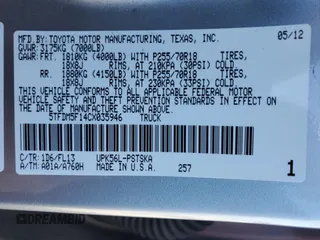 MFD.BY: TOYOTA MOTOR MANUFACTURING, TEXAS, INC. 05/12
GVWR: 3175KG (7000LB)
GAWR: FRT. 1810KG (4000LB) WITH P255/70R18 TIRES,
18X8J RIMS, AT 210KPA (30PSI) COLD
RR. 1880KG (4150LB) WITH P255/70R18 TIRES,
18X8J RIMS, AT 230KPA (33PSI) COLD
THIS VEHICLE CONFORMS TO ALL APPLICABLE
FEDERAL MOTOR VEHICLE SAFETY STANDARDS IN
EFFECT ON THE DATE OF MANUFACTURE SHOWN ABOVE.
5TFDM5F14CX035946 TRUCK
C/TR: 1D6/FL13 UPK56L-PSTSKA
A/TM: A01A/A760H MADE IN U.S.A. 257 1
DREAMBID